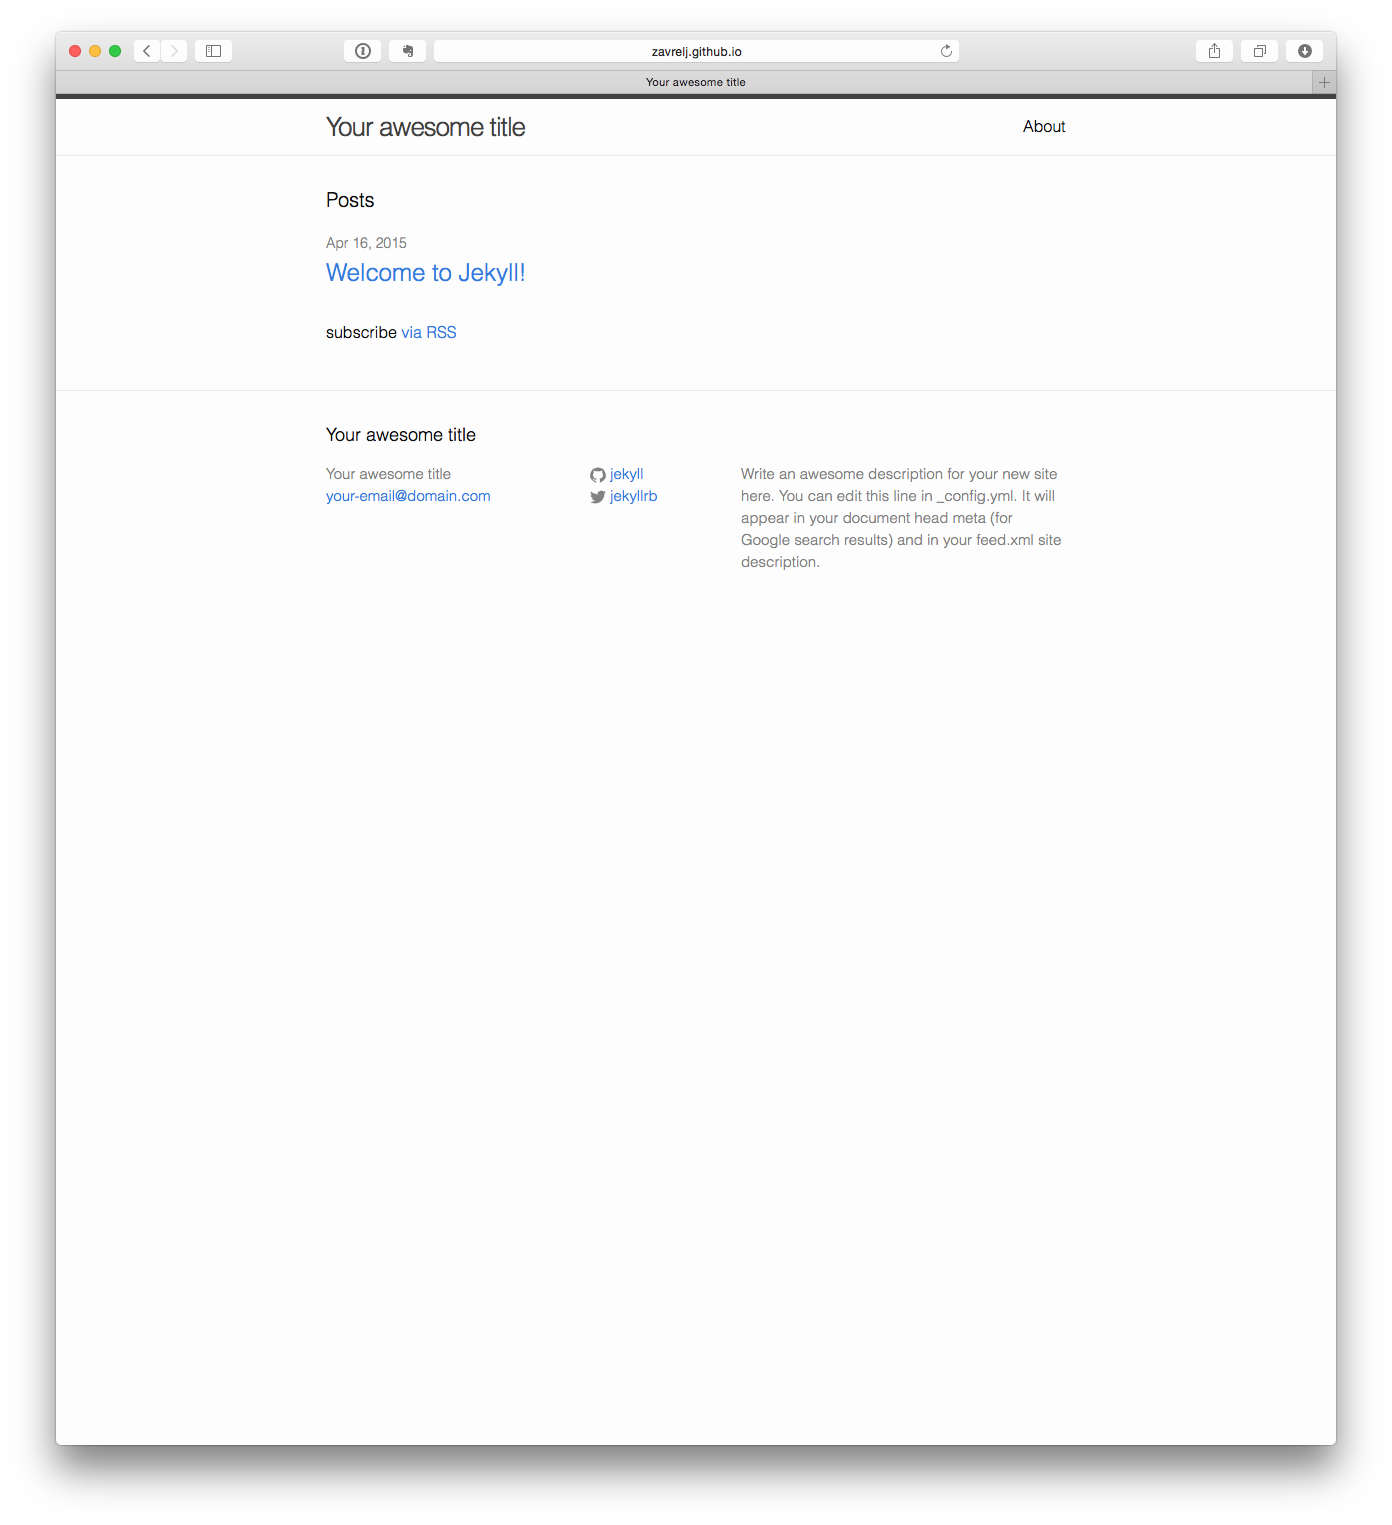 zavrelj.github.io
Your awesome title
Your awesome title
About
Posts
Apr 16, 2015
Welcome to Jekyll!
subscribe via RSS
Your awesome title
Your awesome title
your-email@domain.com
jekyll
jekyllrb
Write an awesome description for your new site
here. You can edit this line in _config.yml. It will
appear in your document head meta (for
Google search results) and in your feed.xml site
description.